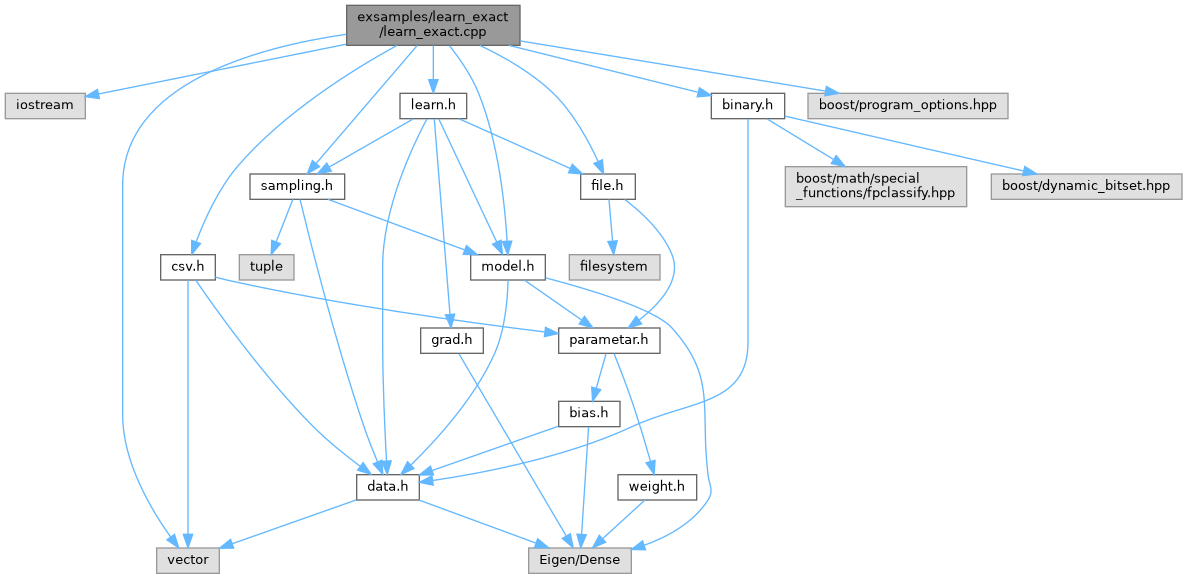 exsamples/learn_exact
/learn_exact.cpp
iostream
learn.h
binary.h
boost/program_options.hpp
sampling.h
file.h
boost/math/special
_functions/fpclassify.hpp
boost/dynamic_bitset.hpp
csv.h
tuple
model.h
filesystem
grad.h
parametar.h
bias.h
data.h
weight.h
vector
Eigen/Dense